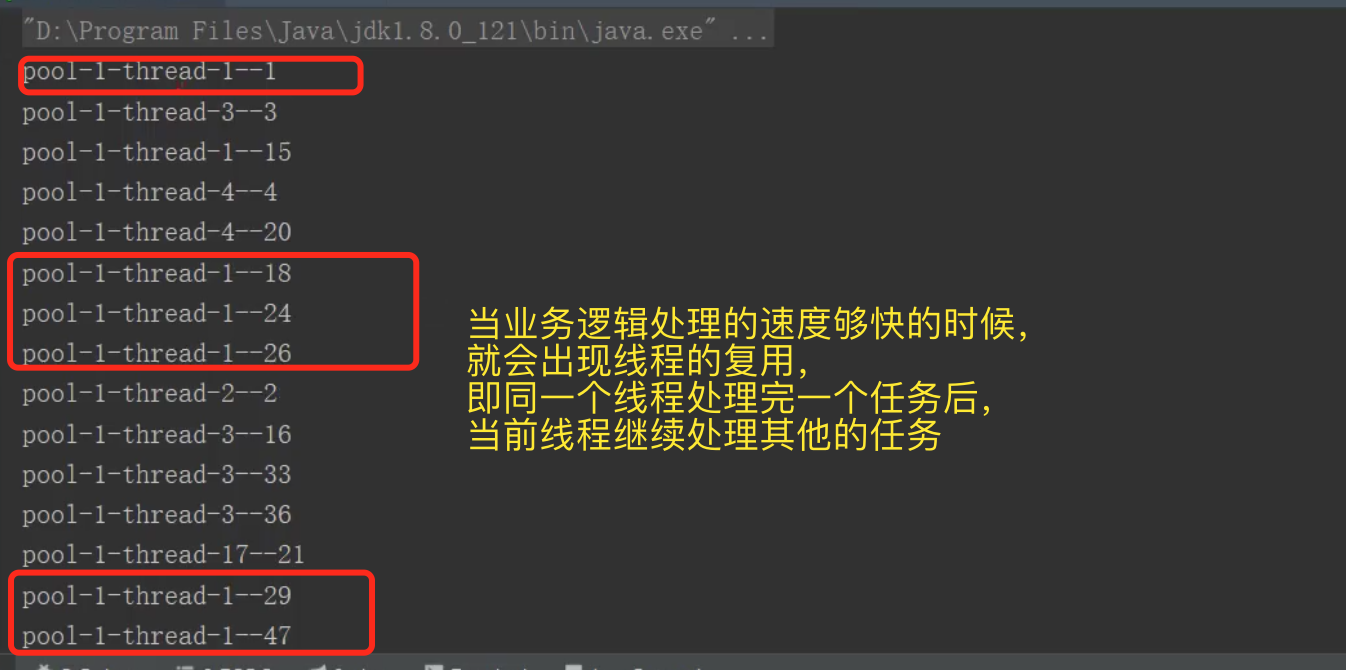 "D:\Program Files\Java\jdk1.8.0_121\bin\java.exe" ...
pool-1-thread-1--1
pool-1-thread-3--3
pool-1-thread-1--15
pool-1-thread-4--4
pool-1-thread-4--20
pool-1-thread-1--18
pool-1-thread-1--24
pool-1-thread-1--26
pool-1-thread-2--2
pool-1-thread-3--16
pool-1-thread-3--33
pool-1-thread-3--36
pool-1-thread-17--21
pool-1-thread-1--29
pool-1-thread-1--47
当业务逻辑处理的速度够快的时候，
就会出现线程的复用，
即同一个线程处理完一个任务后，
当前线程继续处理其他的任务